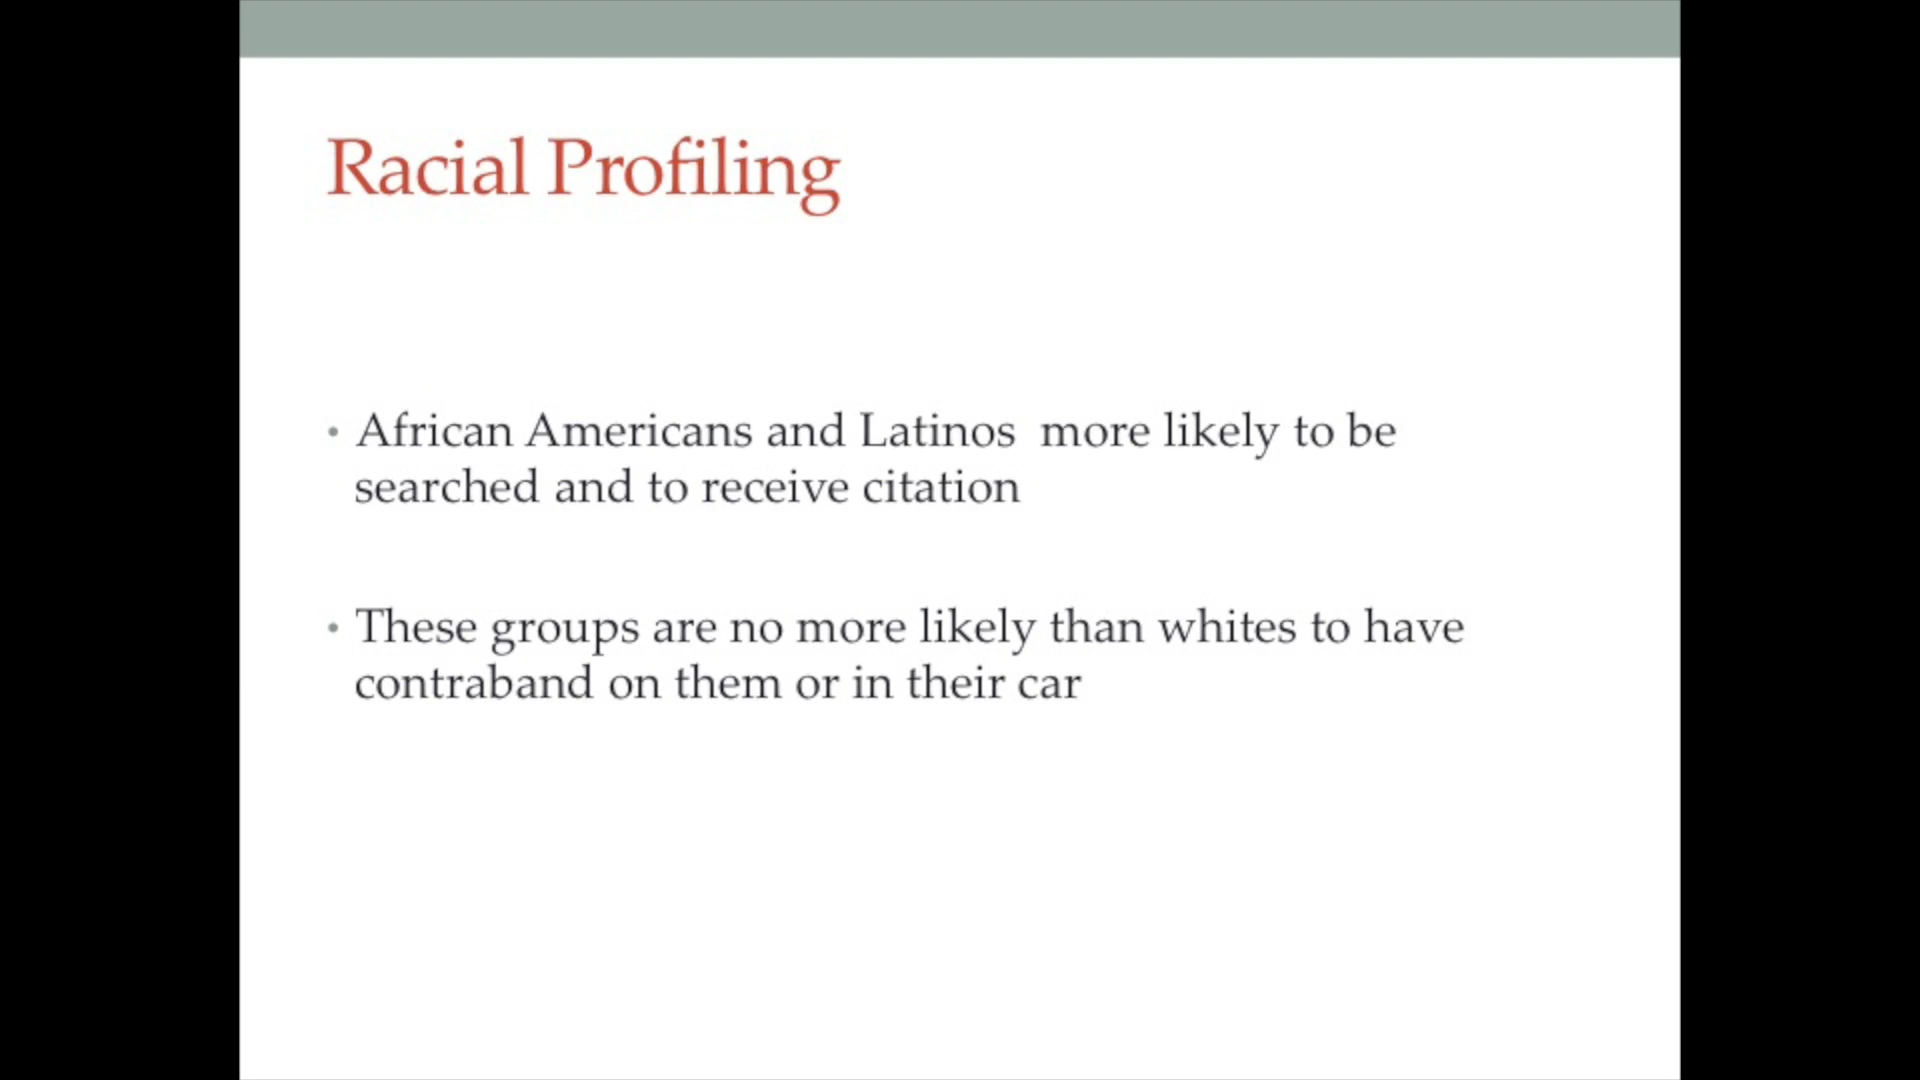 Racial Profiling
• African Americans and Latinos  more likely to be
searched and to receive citation
• These groups are no more likely than whites to have
contraband on them or in their car